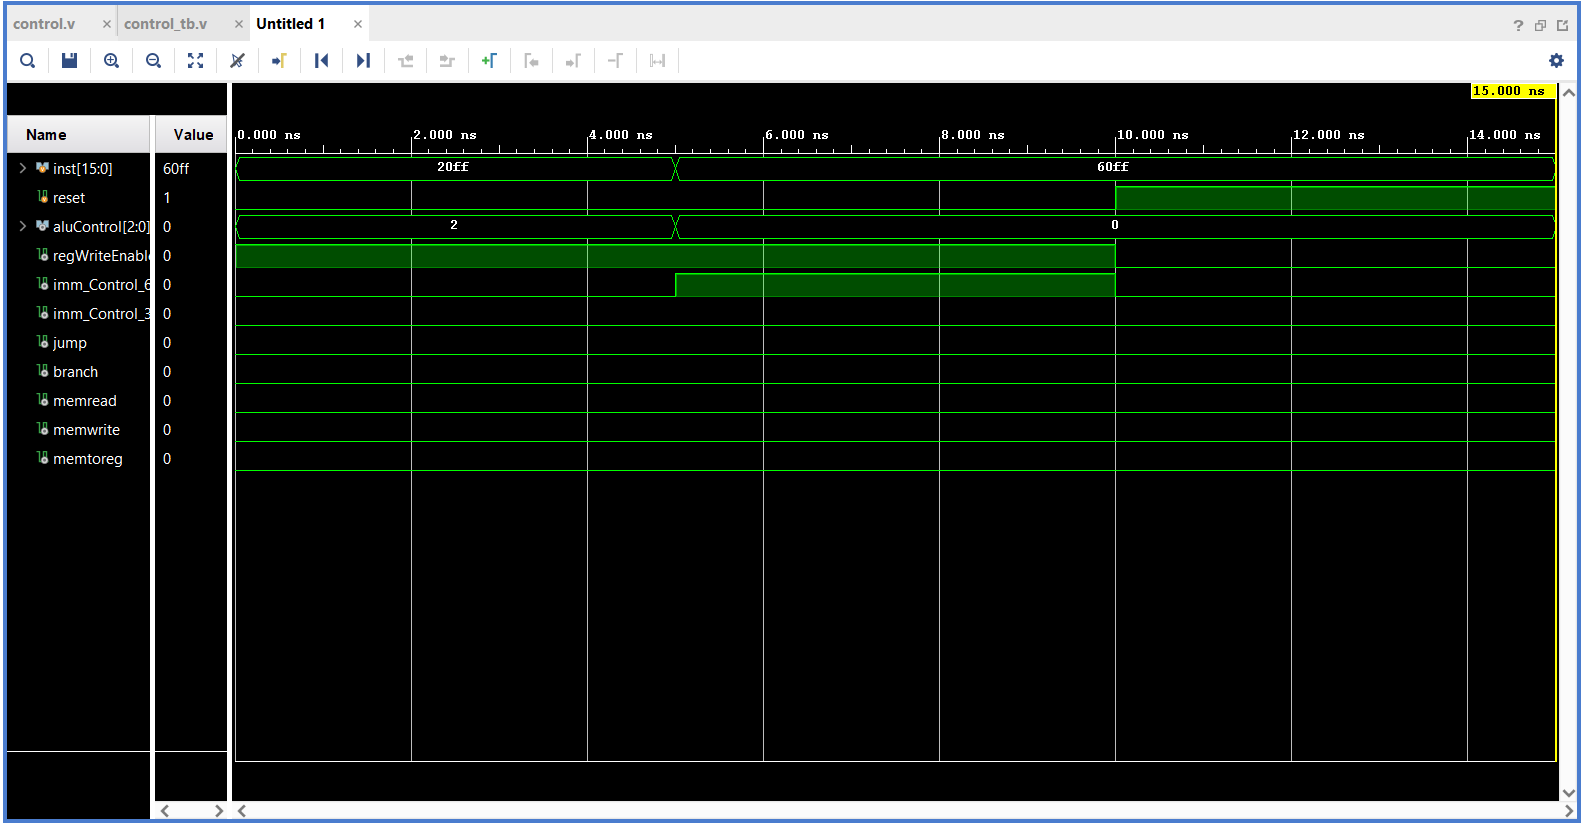 control.v × control_tb.v × Untitled 1 ×
?
15.000 ns
Name Value
0.000 ns 2.000 ns 4.000 ns 6.000 ns 8.000 ns 10.000 ns 12.000 ns 14.000 ns
inst[15:0] 60ff 20ff 60ff
reset 1
aluControl[2:0] 0 2 0
regWriteEnabl 0
imm_Control_6 0
imm_Control_3 0
jump 0
branch 0
memread 0
memwrite 0
memtoreg 0